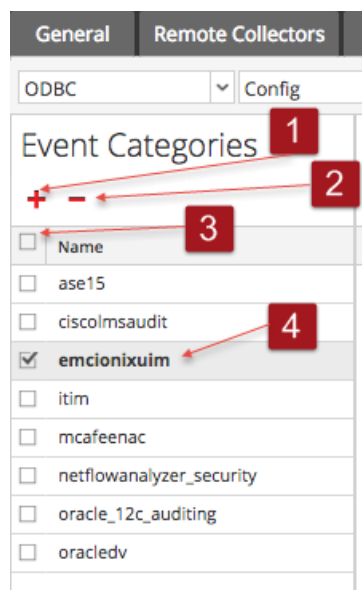 General Remote Collectors
ODBC Config
Event Categories
1
+ - 2
3
Name
ase15
ciscolmsaudit
4
emcionixuim
itim
mcafeenac
netflowanalyzer_security
oracle_12c_auditing
oracledv